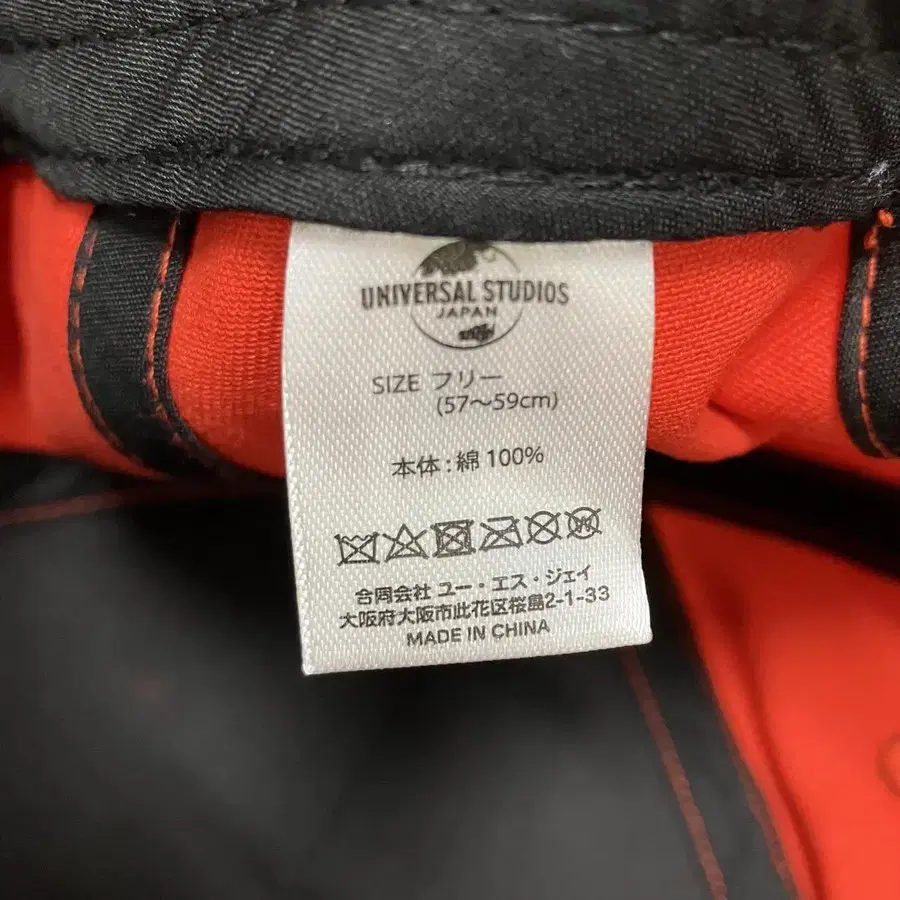 UNIVERSAL STUDIOS
JAPAN
SIZE フリー
(57〜59cm)
本体 : 綿 100%
合同会社 ユー・エス・ジェイ
大阪府大阪市此花区桜島2-1-33
MADE IN CHINA